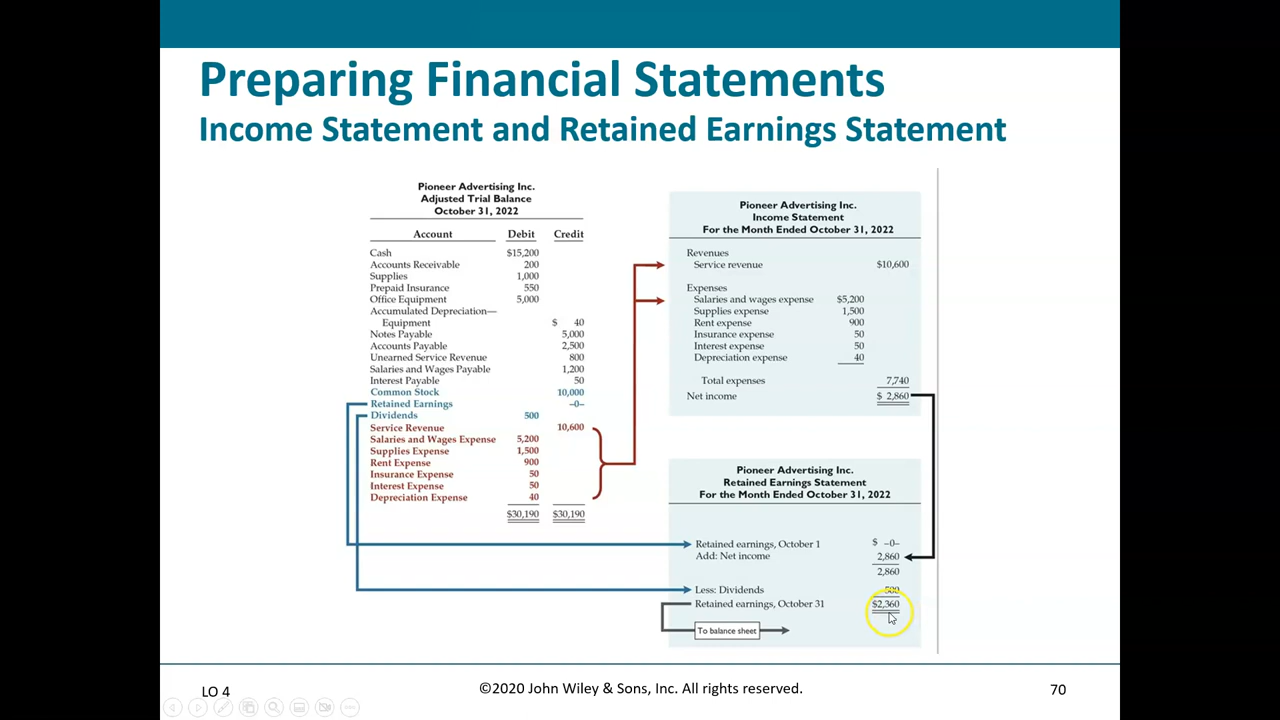 Preparing Financial Statements
Income Statement and Retained Earnings Statement
Pioneer Advertising Inc.
Adjusted Trial Balance
October 31, 2022
Account Debit Credit
Cash $15,200
Accounts Receivable 200
Supplies 1,000
Prepaid Insurance 550
Office Equipment 5,000
Accumulated Depreciation—
Equipment $ 40
Notes Payable 5,000
Accounts Payable 2,500
Unearned Service Revenue 800
Salaries and Wages Payable 1,200
Interest Payable 50
Common Stock 10,000
Retained Earnings –0–
Dividends 500
Service Revenue 10,600
Salaries and Wages Expense 5,200
Supplies Expense 1,500
Rent Expense 900
Insurance Expense 50
Interest Expense 50
Depreciation Expense 40
$30,190 $30,190
Pioneer Advertising Inc.
Income Statement
For the Month Ended October 31, 2022
Revenues
Service revenue $10,600
Expenses
Salaries and wages expense $5,200
Supplies expense 1,500
Rent expense 900
Insurance expense 50
Interest expense 50
Depreciation expense 40
Total expenses 7,740
Net income $ 2,860
Pioneer Advertising Inc.
Retained Earnings Statement
For the Month Ended October 31, 2022
Retained earnings, October 1 $ –0–
Add: Net income 2,860
2,860
Less: Dividends 500
Retained earnings, October 31 $2,360
To balance sheet
LO 4
©2020 John Wiley & Sons, Inc. All rights reserved.
70